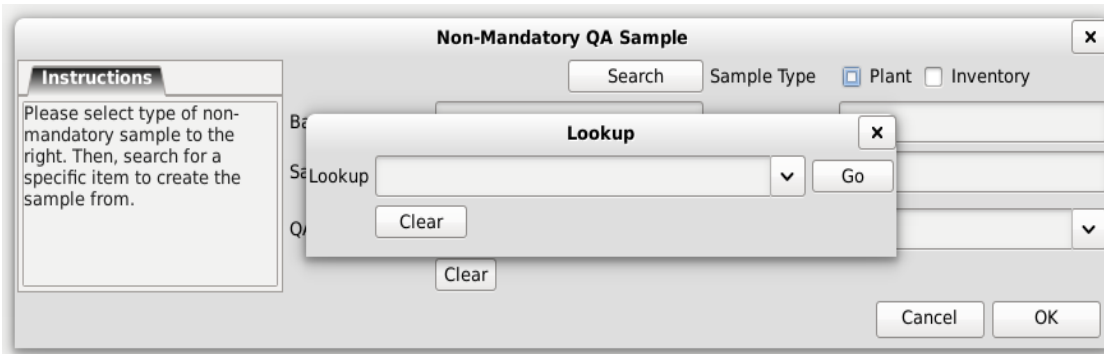 Non-Mandatory QA Sample
Instructions
Search Sample Type Plant Inventory
Please select type of non-
mandatory sample to the
right. Then, search for a
specific item to create the
sample from.
Lookup
Lookup Go
Clear
Clear
Cancel OK